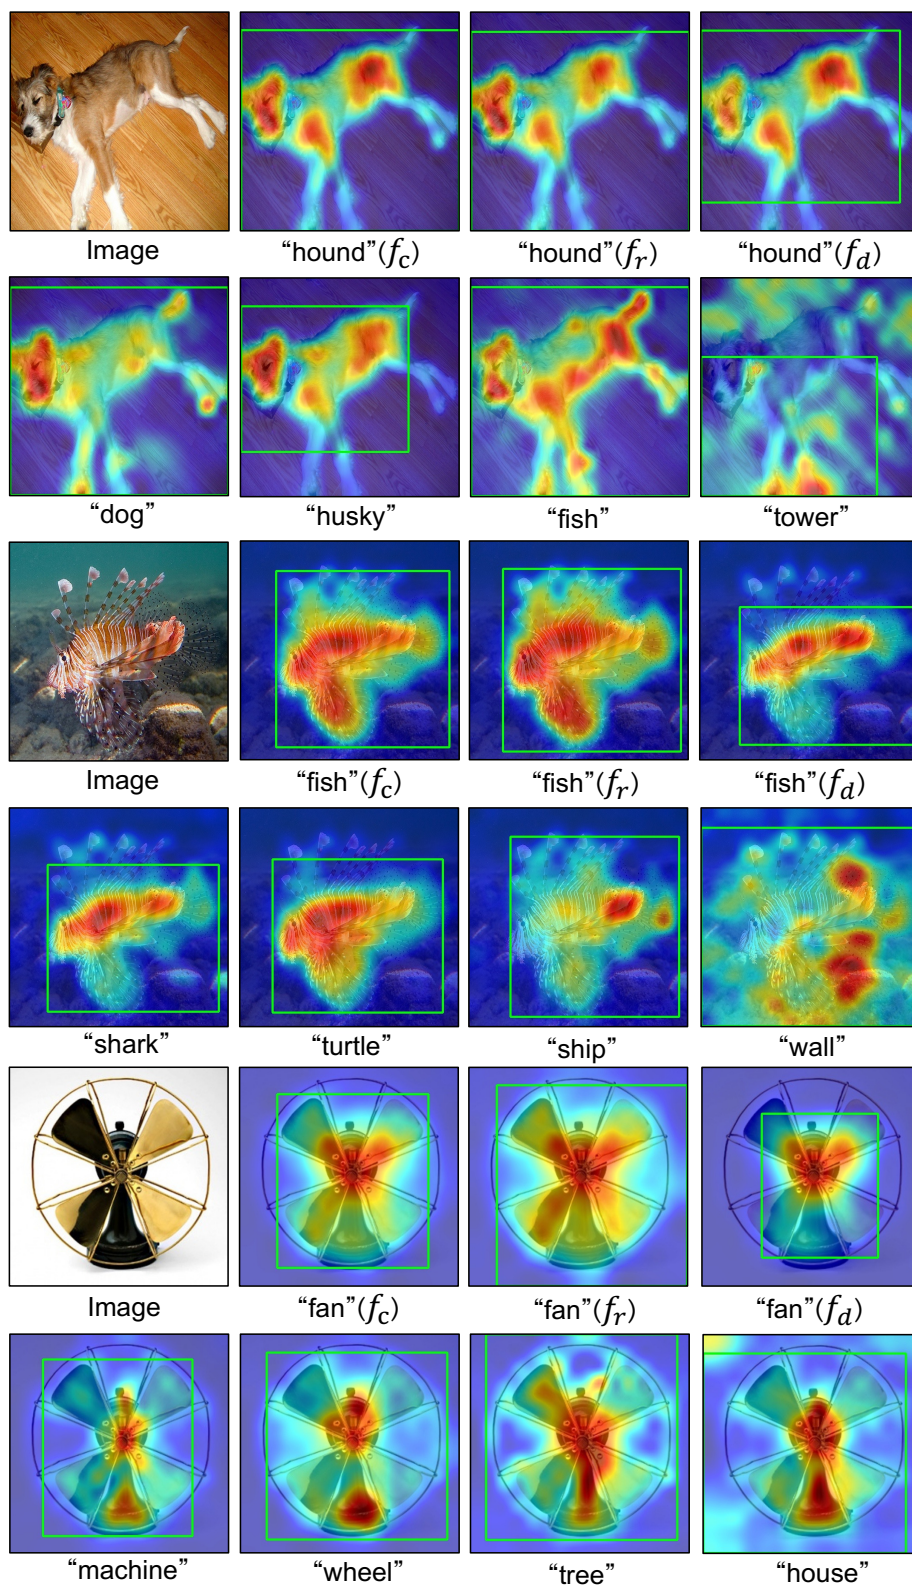 Image “hound”(f_c) “hound”(f_r) “hound”(f_d)
“dog” “husky” “fish” “tower”
Image “fish”(f_c) “fish”(f_r) “fish”(f_d)
“shark” “turtle” “ship” “wall”
Image “fan”(f_c) “fan”(f_r) “fan”(f_d)
“machine” “wheel” “tree” “house”